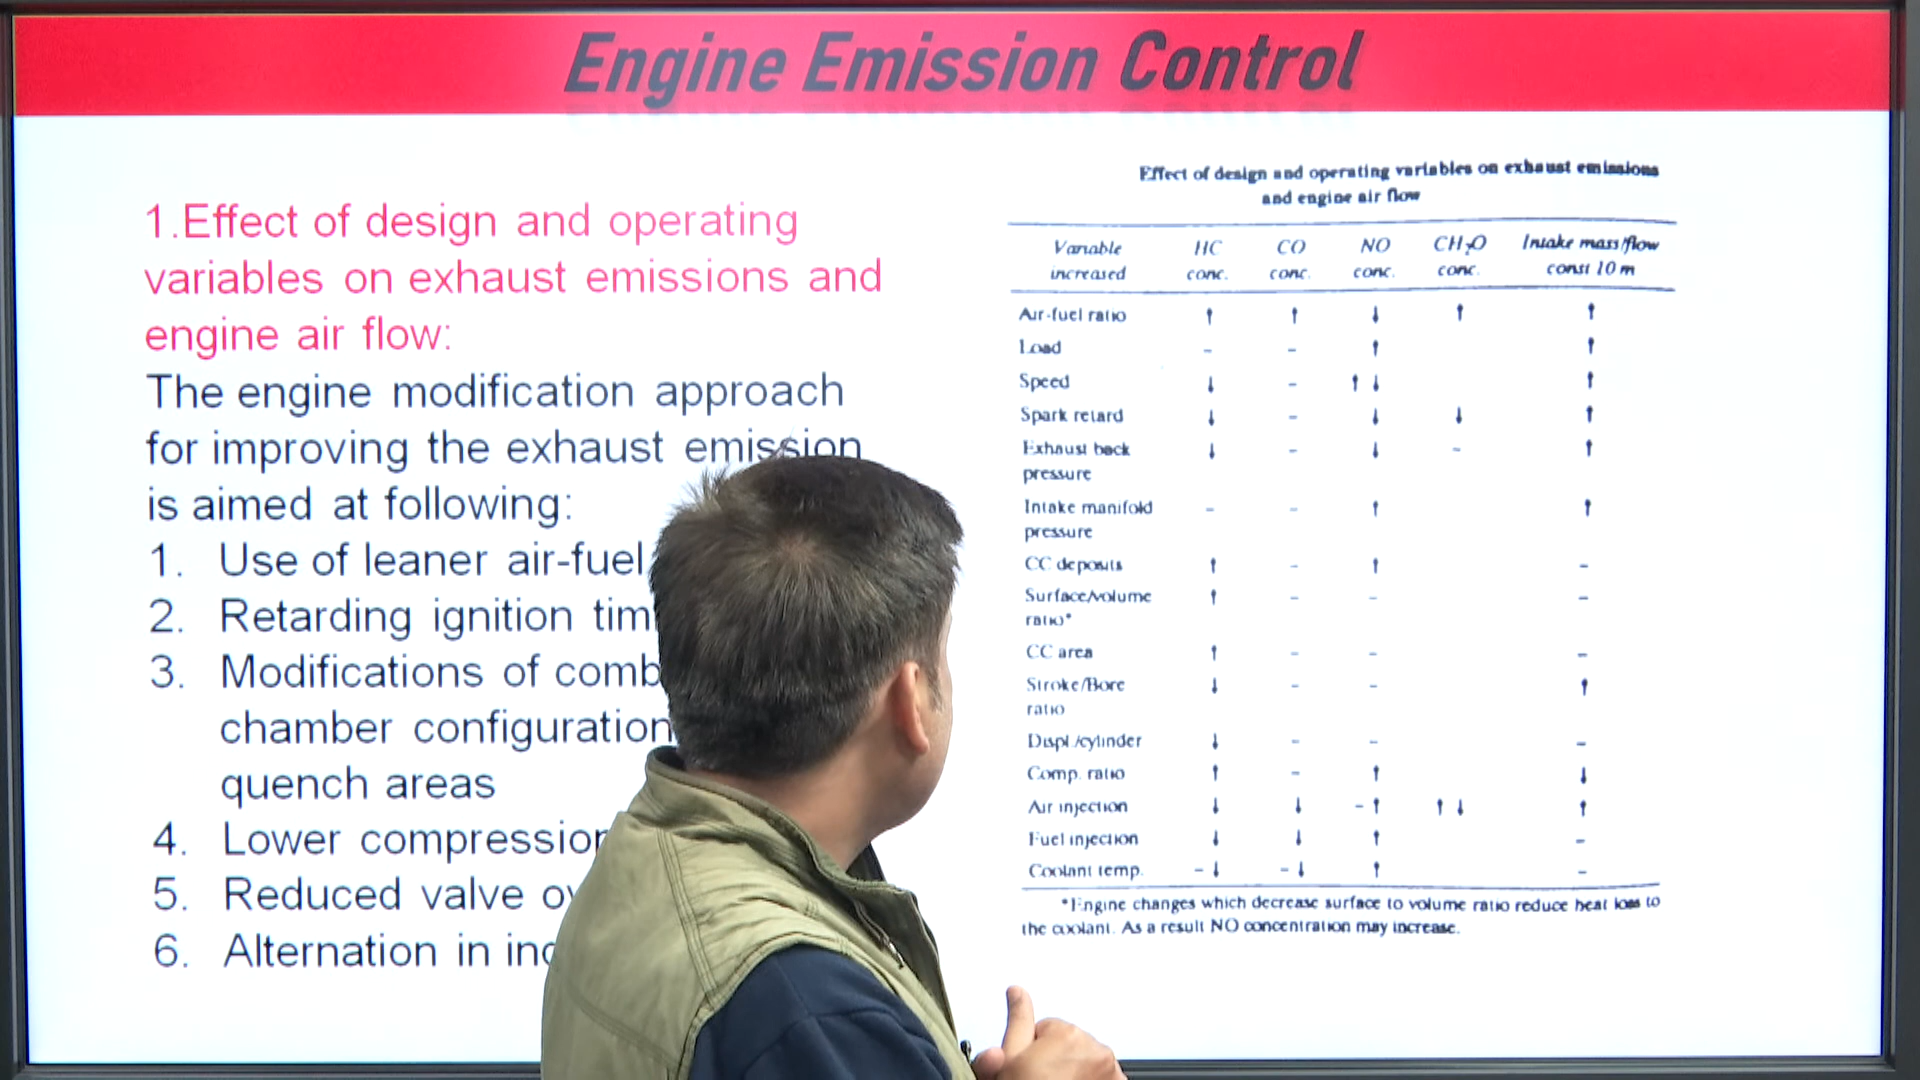 Engine Emission Control
1.Effect of design and operating
variables on exhaust emissions and
engine air flow:
The engine modification approach
for improving the exhaust emission
is aimed at following:
1. Use of leaner air-fuel
2. Retarding ignition
3. Modifications of
chamber configuration
quench areas
4. Lower
5. Reduced valve
6. Alternation in
Effect of design and operating variables on exhaust emissions
and engine air flow
Variable HC CO NO CH₂O Intake mass/flow
increased conc. conc. conc. conc. const 10 m
Air-fuel ratio ↑ ↑ ↓ ↑ ↑
Load - - ↑ ↑
Speed ↓ - ↑ ↓ ↑
Spark retard ↓ - ↓ ↓ ↑
Exhaust back ↓ - ↓ - ↑
pressure
Intake manifold - - ↑ ↑
pressure
CC deposits ↑ - ↑ -
Surface/volume ↑ - - -
ratio*
CC area ↑ - - -
Stroke/Bore ↓ - - ↑
ratio
Displ./cylinder ↓ - - -
Comp. ratio ↑ - ↑ ↓
Air injection ↓ ↓ -↑ ↑↓ ↑
Fuel injection ↓ ↓ ↑ -
Coolant temp. -↓ -↓ ↑ -
*Engine changes which decrease surface to volume ratio reduce heat loss to
the coolant. As a result NO concentration may increase.